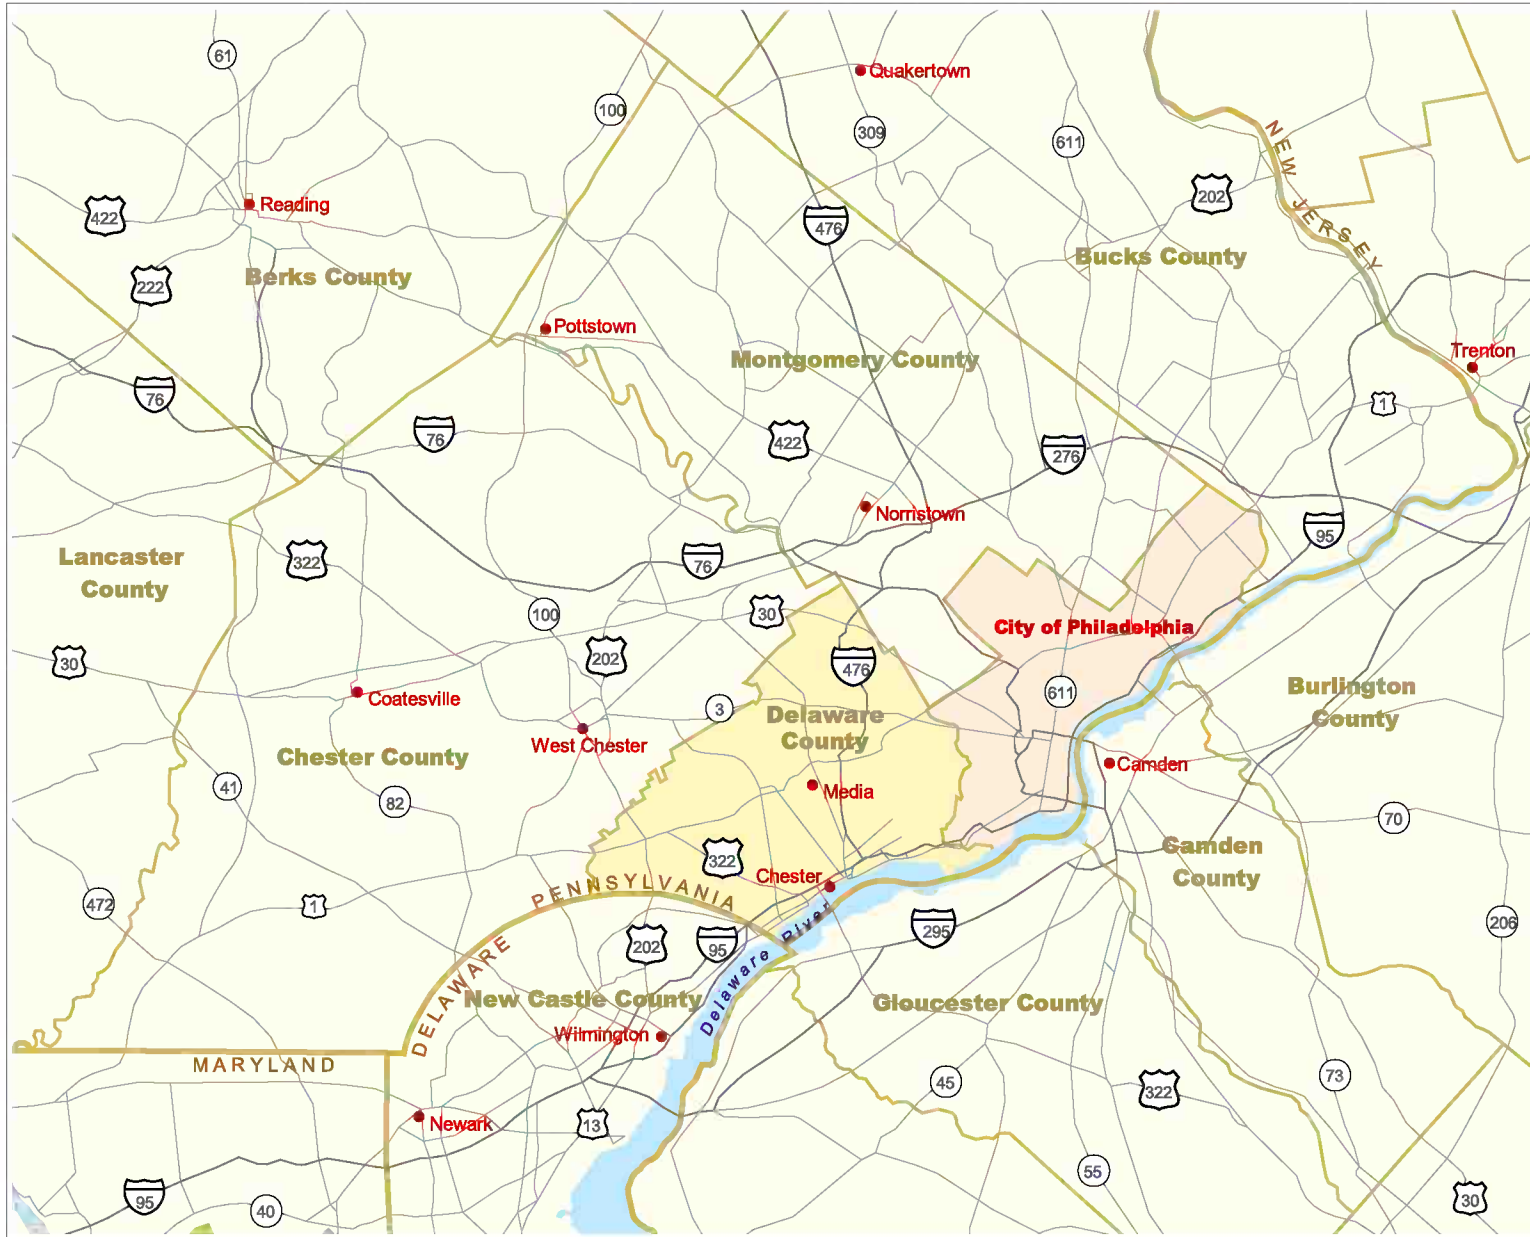 61
Quakertown
100
309
611
NEW JERSEY
202
Reading
422
476
Bucks County
222
Berks County
Pottstown
Montgomery County
Trenton
76
1
76
422
276
Norristown
95
Lancaster
County
322
76
100
30
City of Philadelphia
30
202
476
Coatesville
3
611
Burlington
County
Delaware
County
West Chester
Chester County
Camden
41
Media
82
70
Camden
County
322
Chester
PENNSYLVANIA
472
1
River
206
295
202
95
DELAWARE
Delaware
New Castle County
Gloucester County
Wilmington
MARYLAND
45
322
73
Newark
13
55
95
40
30